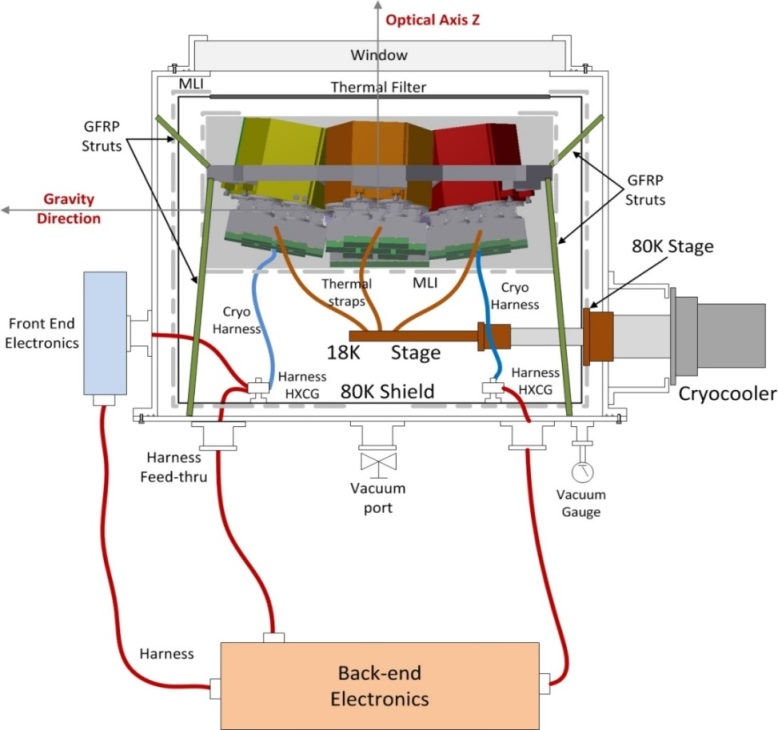 Optical Axis Z
Window
MLI
Thermal Filter
GFRP
Struts
GFRP
Struts
Gravity
Direction
80K Stage
Front End
Electronics
Cryo
Harness
Thermal
straps
MLI
Cryo
Harness
18K Stage
Harness
HXCG
80K Shield
Harness
HXCG
Cryocooler
Harness
Feed-thru
Vacuum
port
Vacuum
Gauge
Harness
Back-end
Electronics